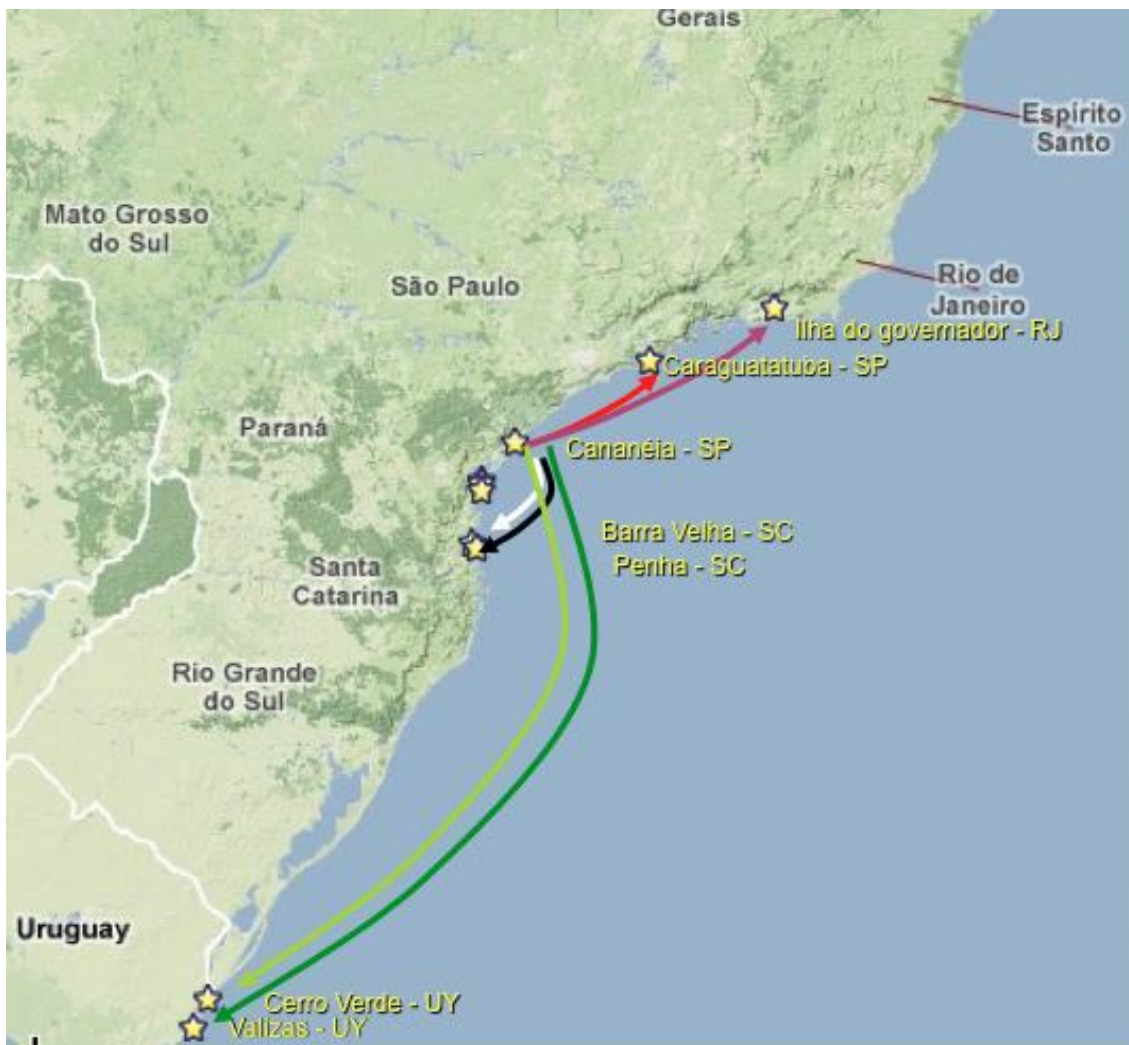 Gerais
Espírito
Santo
Mato Grosso
do Sul
São Paulo
Rio de
Janeiro
Ilha do governador - RJ
Caraguatatuba - SP
Paraná
Cananéia - SP
Barra Velha - SC
Penha - SC
Santa
Catarina
Rio Grande
do Sul
Uruguay
Cerro Verde - UY
Valizas - UY